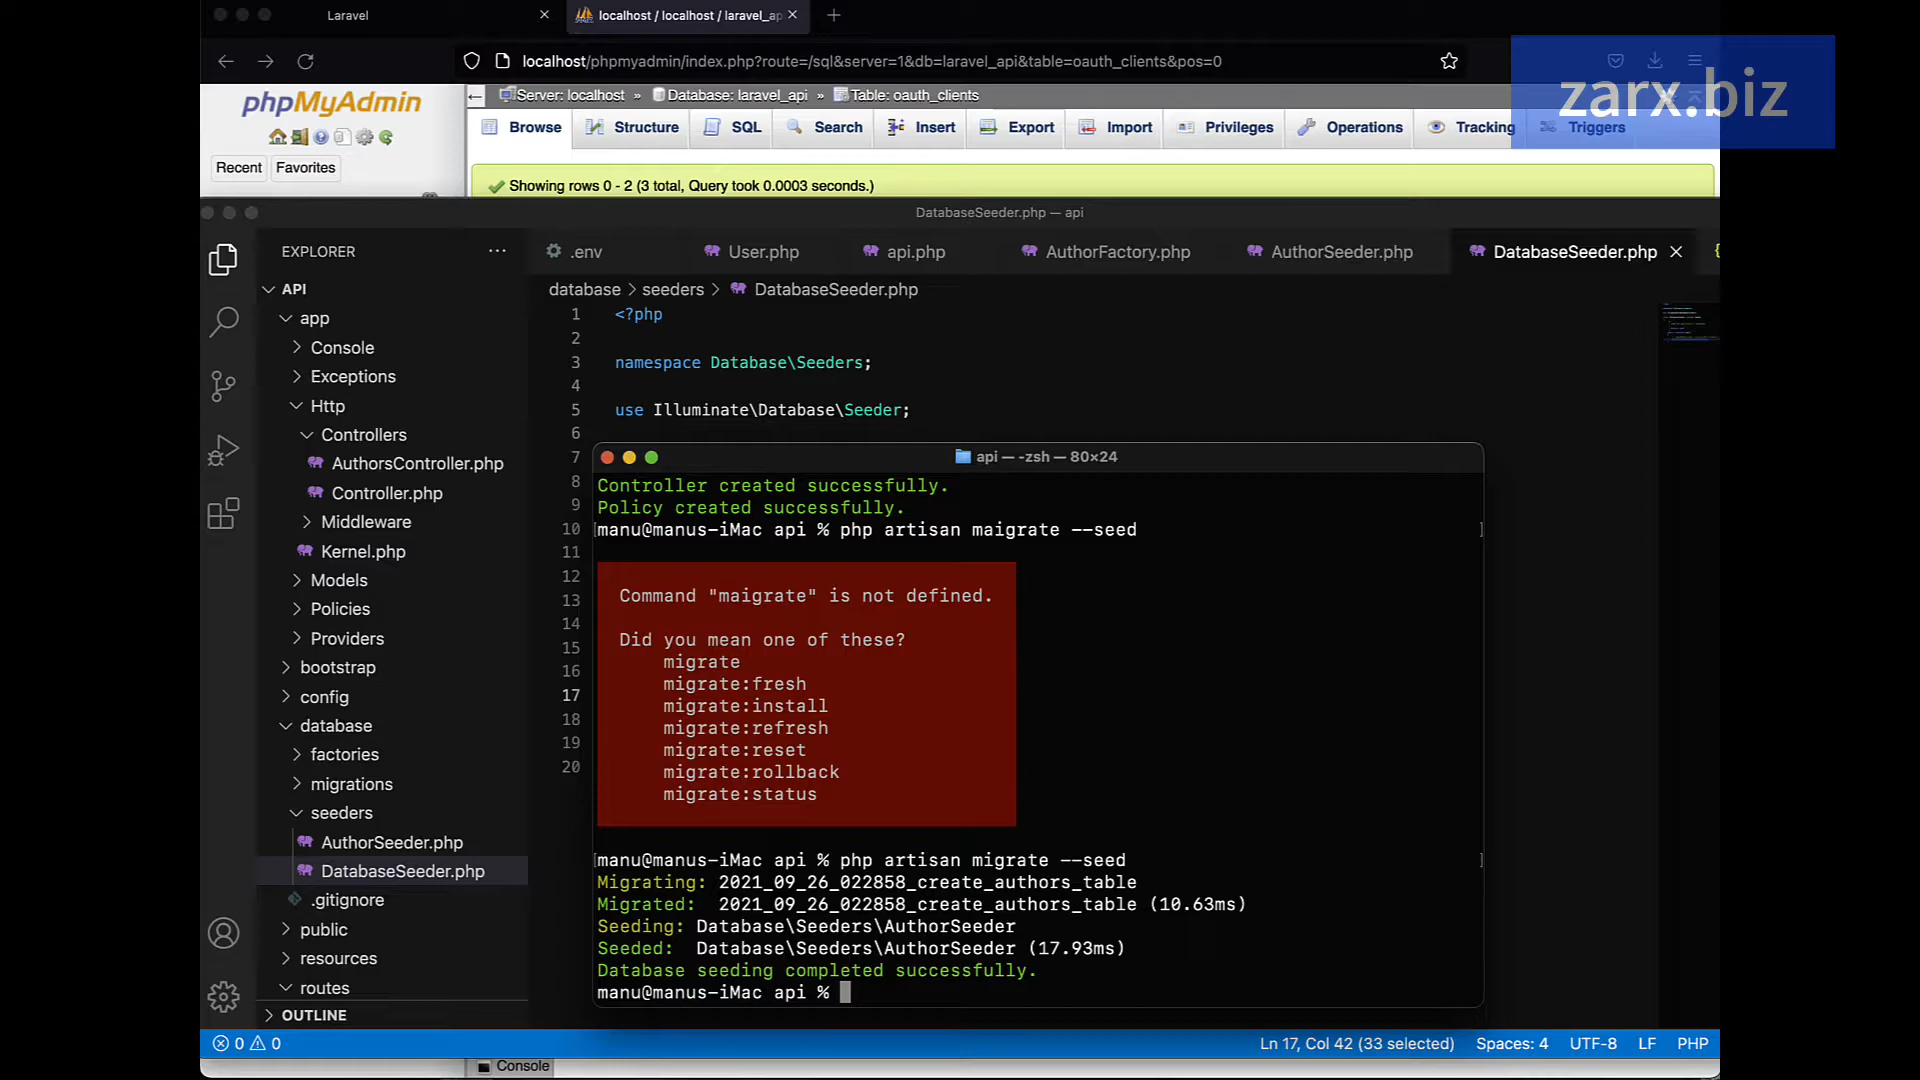 Laravel
localhost / localhost / laravel_ap
localhost/phpmyadmin/index.php?route=/sql&server=1&db=laravel_api&table=oauth_clients&pos=0
zarx.biz
phpMyAdmin
Recent
Favorites
Server: localhost » Database: laravel_api » Table: oauth_clients
Browse
Structure
SQL
Search
Insert
Export
Import
Privileges
Operations
Tracking
Triggers
Showing rows 0 - 2 (3 total, Query took 0.0003 seconds.)
DatabaseSeeder.php — api
EXPLORER
.env
User.php
api.php
AuthorFactory.php
AuthorSeeder.php
DatabaseSeeder.php
API
app
Console
Exceptions
Http
Controllers
AuthorsController.php
Controller.php
Middleware
Kernel.php
Models
Policies
Providers
bootstrap
config
database
factories
migrations
seeders
AuthorSeeder.php
DatabaseSeeder.php
.gitignore
public
resources
routes
OUTLINE
database > seeders > DatabaseSeeder.php
1 <?php
2
3 namespace Database\Seeders;
4
5 use Illuminate\Database\Seeder;
6
7
8
9
10
11
12
13
14
15
16
17
18
19
20
api — -zsh — 80×24
Controller created successfully.
Policy created successfully.
[manu@manus-iMac api % php artisan maigrate --seed ]
Command "maigrate" is not defined.
Did you mean one of these?
migrate
migrate:fresh
migrate:install
migrate:refresh
migrate:reset
migrate:rollback
migrate:status
[manu@manus-iMac api % php artisan migrate --seed ]
Migrating: 2021_09_26_022858_create_authors_table
Migrated:  2021_09_26_022858_create_authors_table (10.63ms)
Seeding: Database\Seeders\AuthorSeeder
Seeded:  Database\Seeders\AuthorSeeder (17.93ms)
Database seeding completed successfully.
manu@manus-iMac api %
0 0
Ln 17, Col 42 (33 selected)
Spaces: 4
UTF-8
LF
PHP
Console